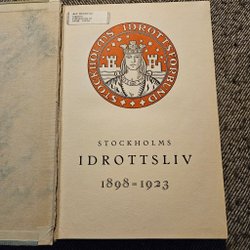 STOCKHOLMS IDROTTSFÖRBUND
STOCKHOLMS
IDROTTSLIV
1898=1923